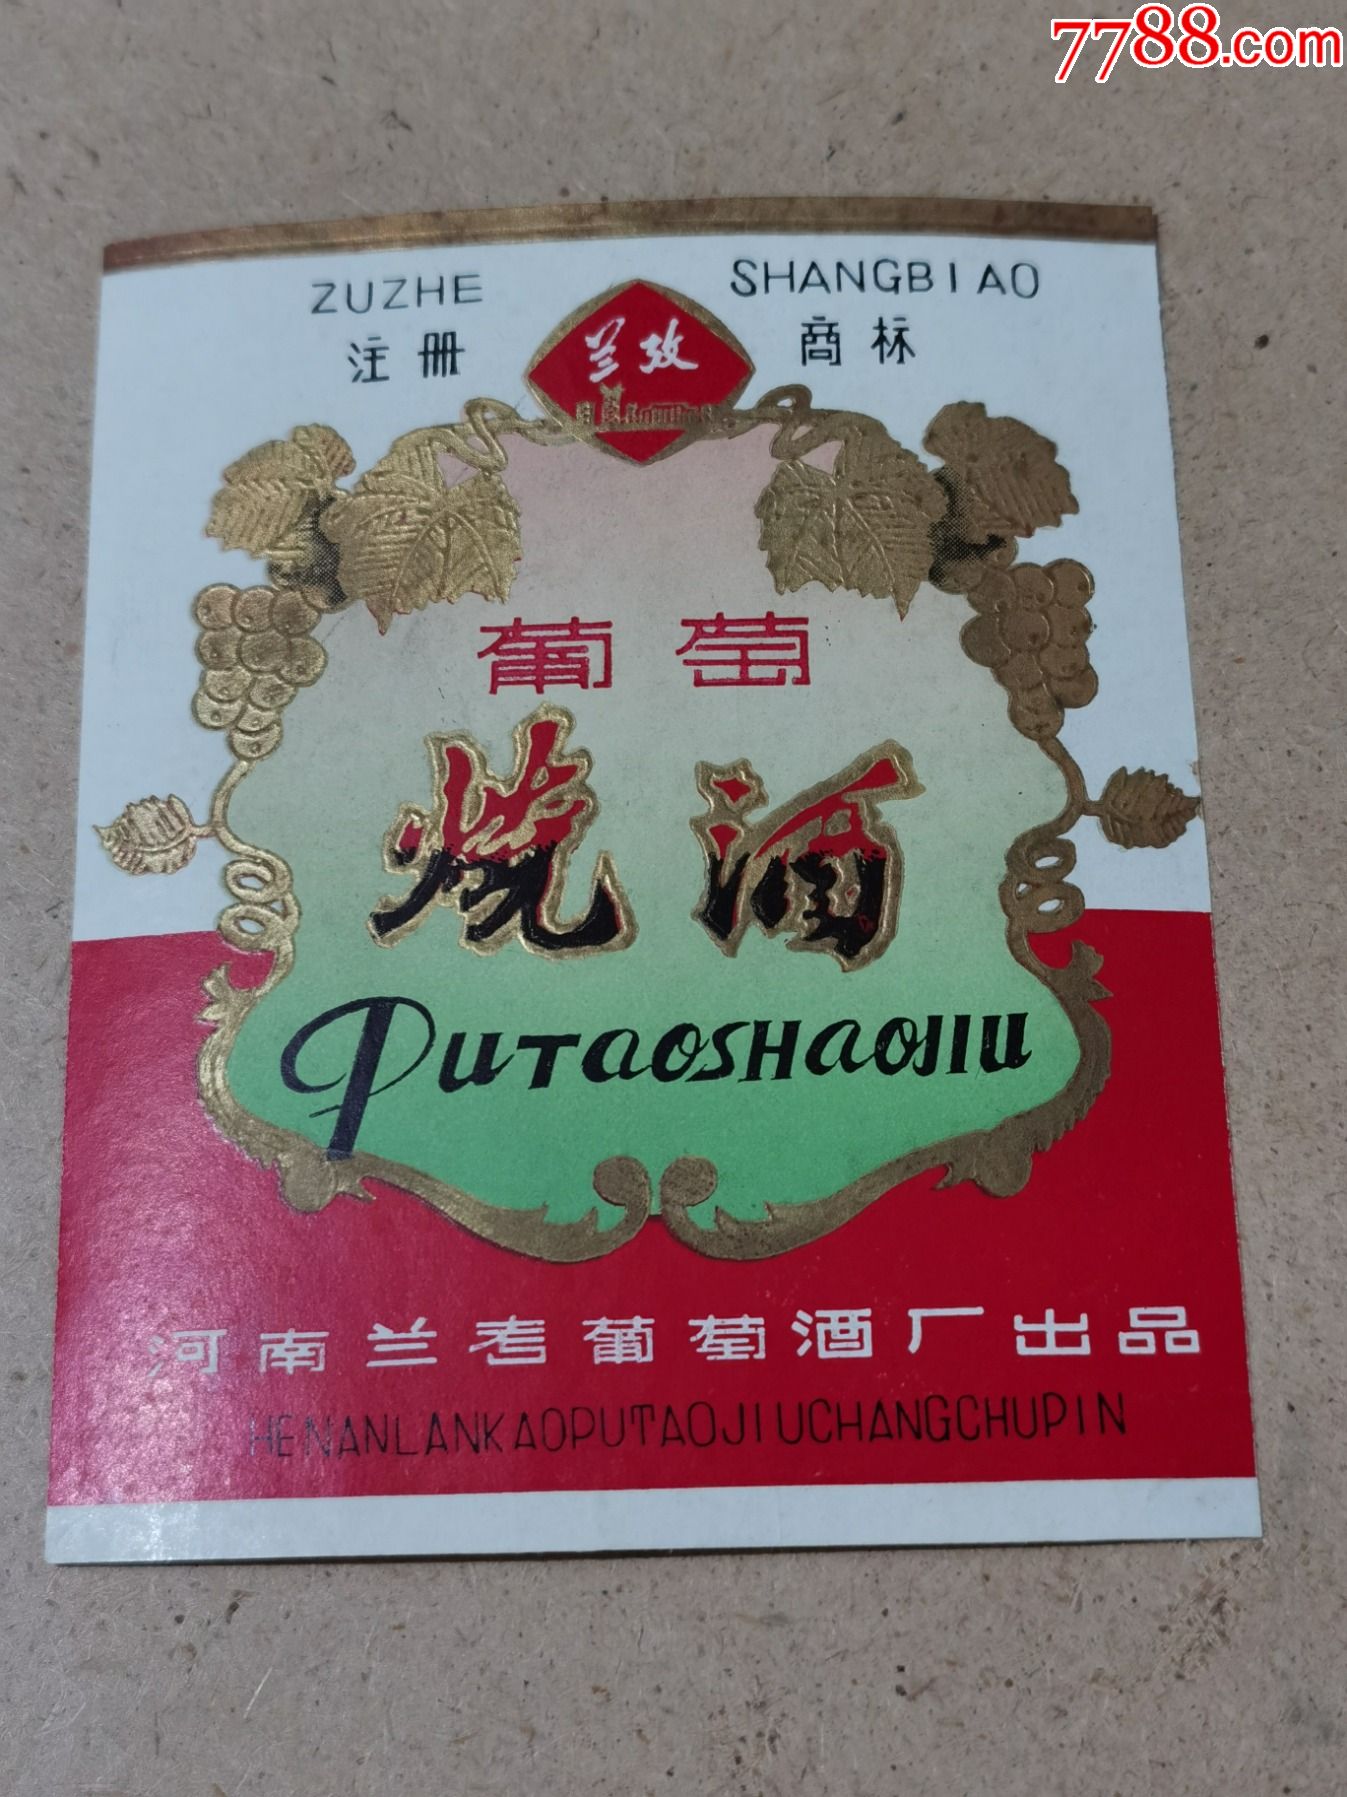 7788.com
ZUZHE SHANGBIAO
注册 商标
兰考
葡萄
烧酒
PUTAOSHAOJIU
河南兰考葡萄酒厂出品
HENANLANKAOPUTAOJIUCHANGCHUPIN